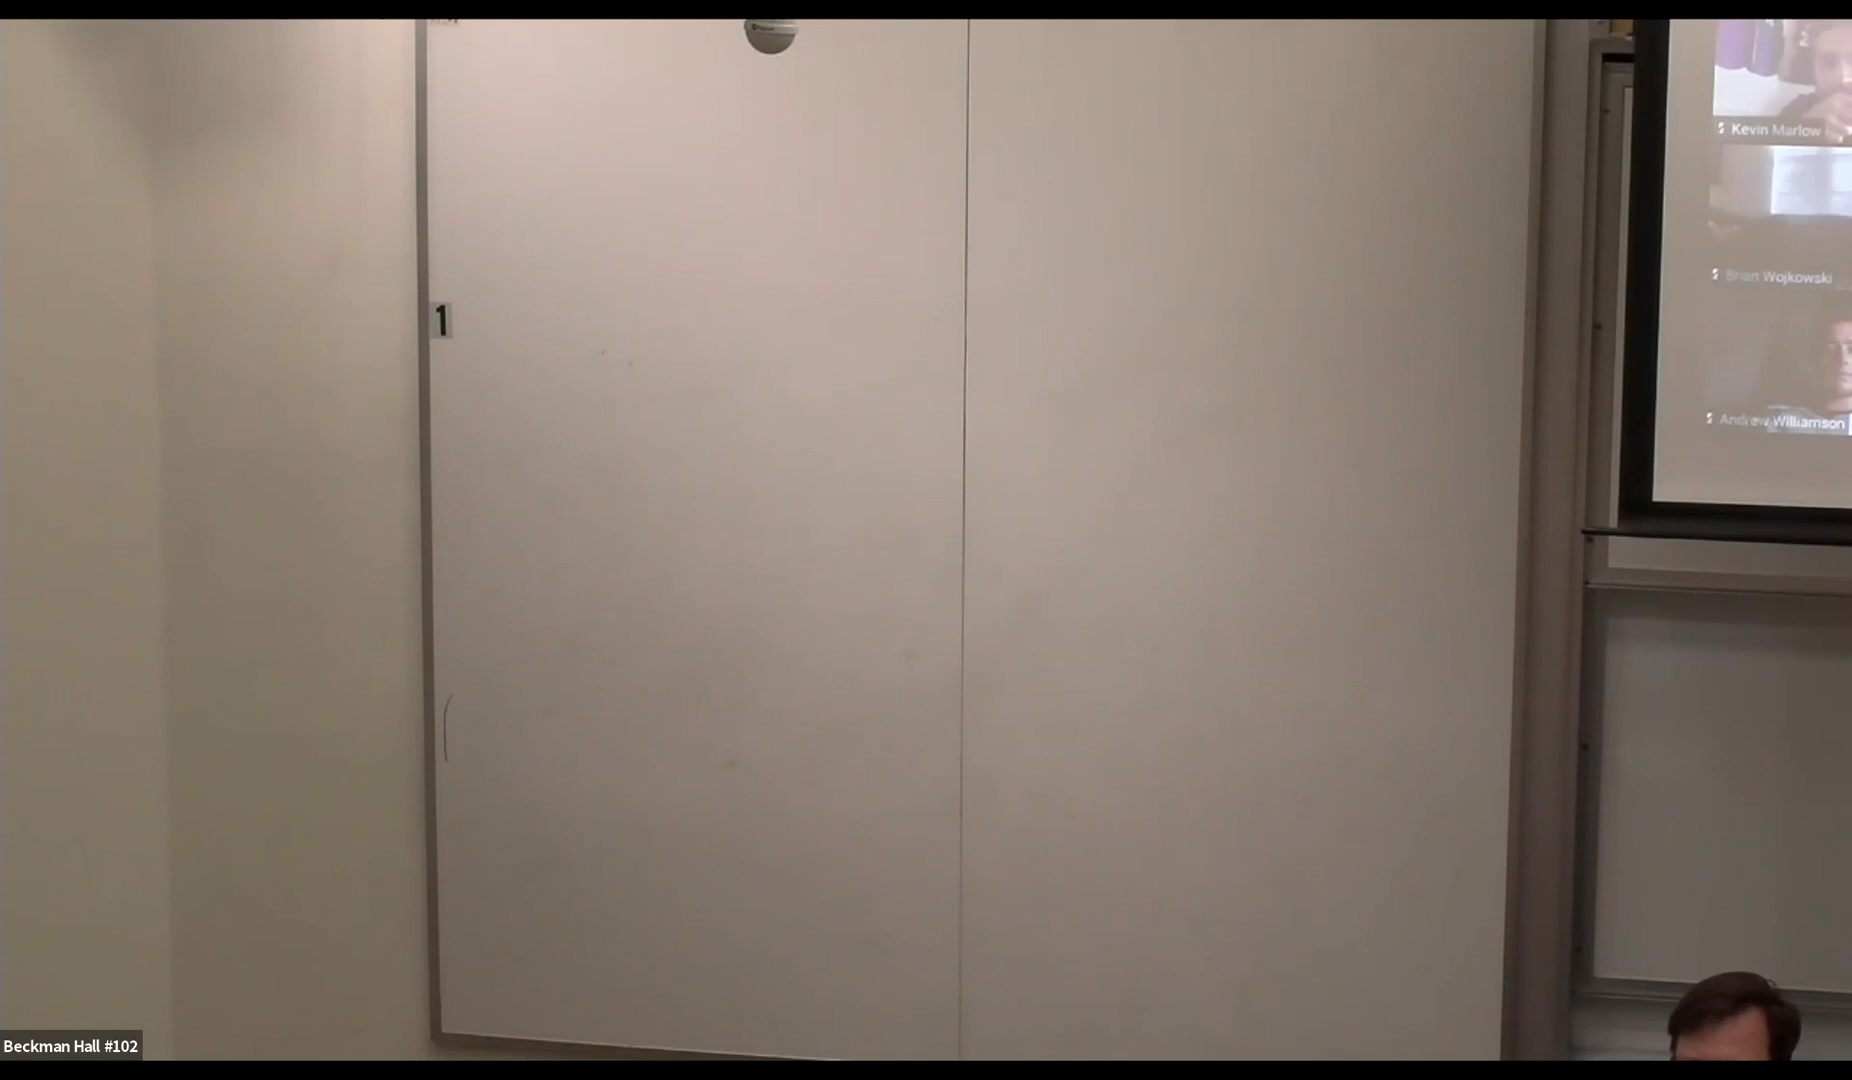 1
Kevin Marlow
Brian Wojkowski
Andrew Williamson
Beckman Hall #102